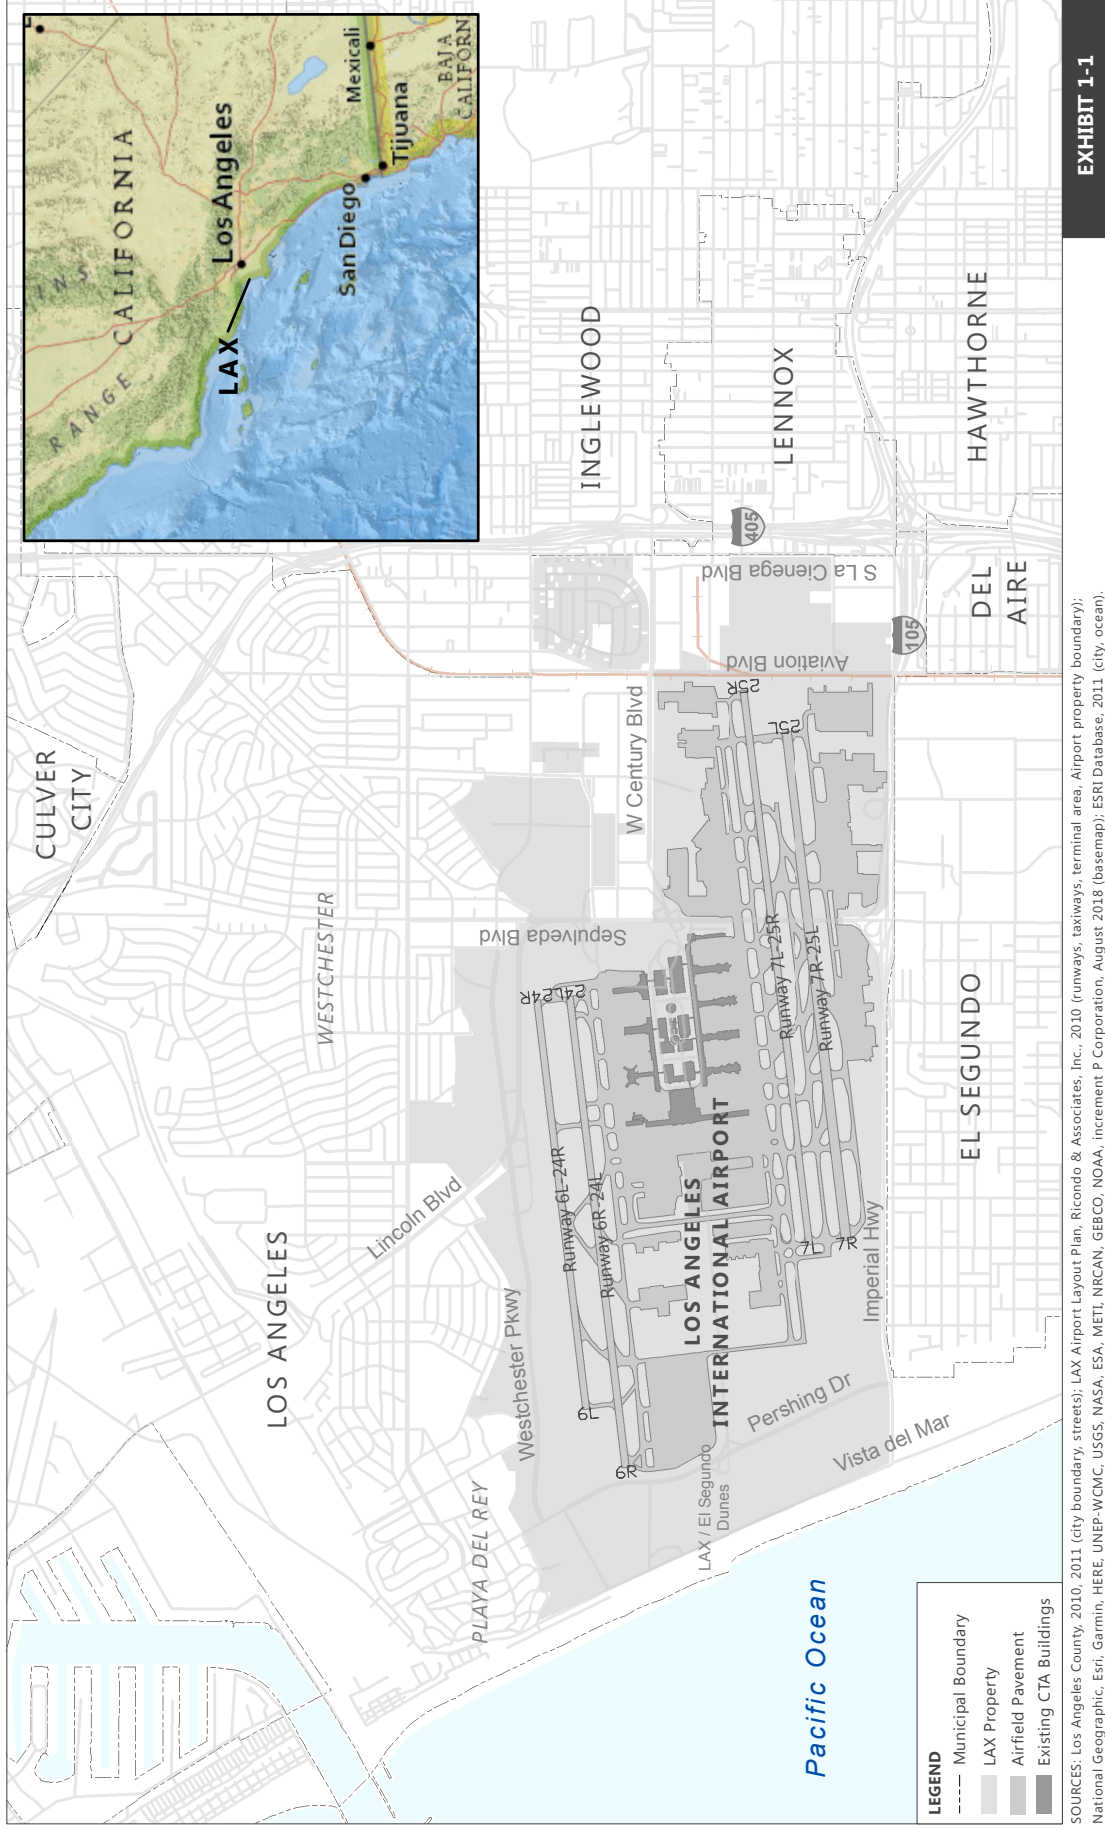 EXHIBIT 1-1
CALIFORNIA
RANGE
INS
Los Angeles
LAX
San Diego
Tijuana
Mexicali
BAJA
CALIFORN
CULVER
CITY
LOS ANGELES
WESTCHESTER
PLAYA DEL REY
Lincoln Blvd
Westchester Pkwy
Sepulveda Blvd
W Century Blvd
Aviation Blvd
S La Cienega Blvd
405
105
INGLEWOOD
LENNOX
HAWTHORNE
DEL
AIRE
24R
24L
Runway 6L-24R
Runway 6R-24L
6L
6R
25R
25L
Runway 7L-25R
Runway 7R-25L
7L
7R
LOS ANGELES
INTERNATIONAL AIRPORT
Imperial Hwy
Pershing Dr
Vista del Mar
LAX / El Segundo
Dunes
EL SEGUNDO
Pacific Ocean
LEGEND
Municipal Boundary
LAX Property
Airfield Pavement
Existing CTA Buildings
SOURCES: Los Angeles County, 2010, 2011 (city boundary, streets); LAX Airport Layout Plan, Ricondo & Associates, Inc., 2010 (runways, taxiways, terminal area, Airport property boundary);
National Geographic, Esri, Garmin, HERE, UNEP-WCMC, USGS, NASA, ESA, METI, NRCAN, GEBCO, NOAA, increment P Corporation, August 2018 (basemap); ESRI Database, 2011 (city, ocean).